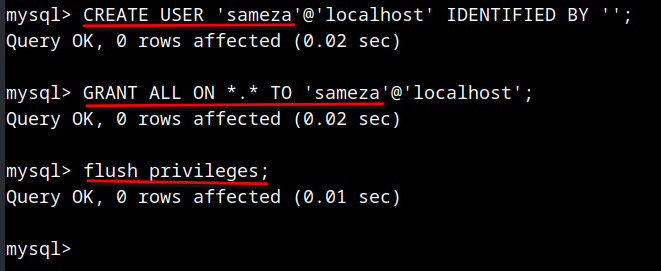 mysql> CREATE USER 'sameza'@'localhost' IDENTIFIED BY '';
Query OK, 0 rows affected (0.02 sec)
mysql> GRANT ALL ON *.* TO 'sameza'@'localhost';
Query OK, 0 rows affected (0.02 sec)
mysql> flush privileges;
Query OK, 0 rows affected (0.01 sec)
mysql>